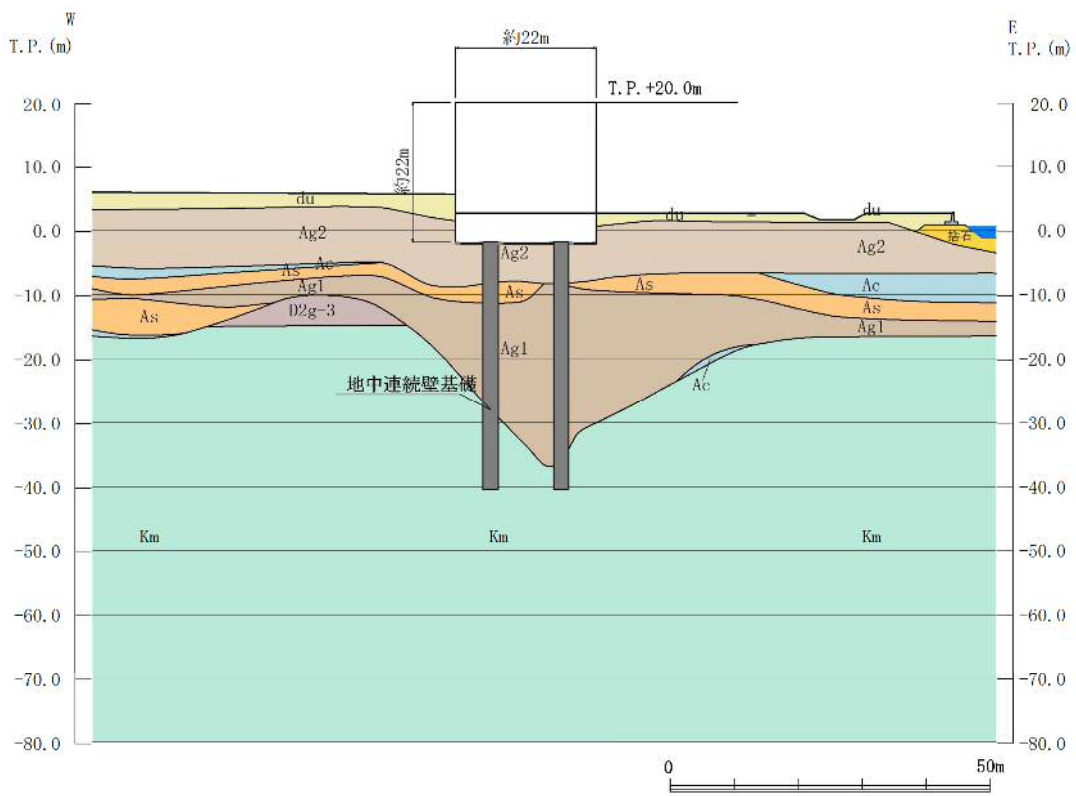 W
T.P.(m)
E
T.P.(m)
約22m
T.P.+20.0m
約22m
20.0
10.0
0.0
-10.0
-20.0
-30.0
-40.0
-50.0
-60.0
-70.0
-80.0
20.0
10.0
0.0
-10.0
-20.0
-30.0
-40.0
-50.0
-60.0
-70.0
-80.0
du
du
du
Ag2
Ag2
Ag2
捨石
Ac
As
Ag1
As
D2g-3
As
As
Ac
As
Ag1
Ag1
Ac
地中連続壁基礎
Km
Km
Km
0
50m